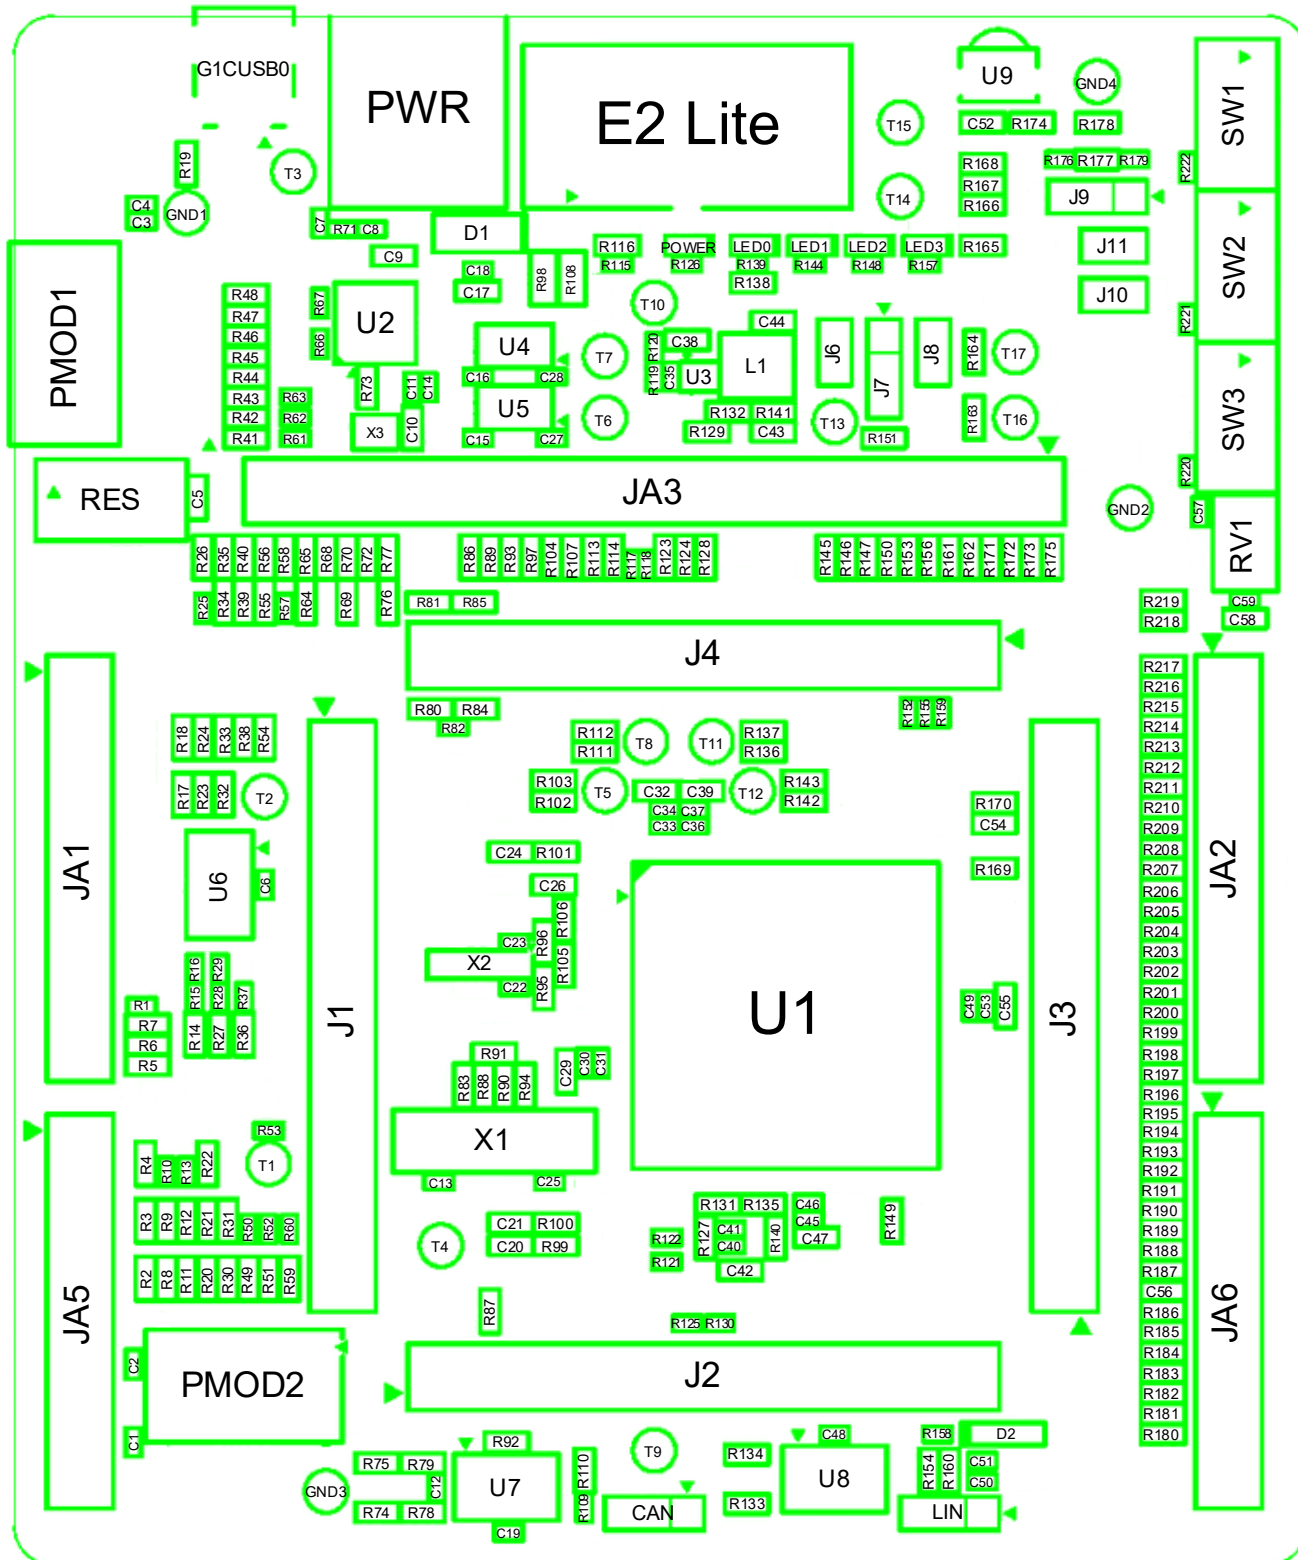 G1CUSB0
PWR
E2 Lite
U9
GND4
SW1
T15
C52
R174
R178
R19
T3
R168
R176
R177
R179
R222
R167
C4
C3
GND1
T14
R166
J9
C7
R71
C8
D1
SW2
R116
POWER
LED0
LED1
LED2
LED3
R165
J11
C9
R115
R126
R139
R144
R148
R157
C18
C17
R98
R108
R138
J10
PMOD1
R48
R67
U2
T10
C44
R221
R47
R46
R66
U4
T7
R120
C38
L1
J6
J7
J8
R164
T17
R45
R44
R73
C11
C14
C16
C28
R119
C35
U3
SW3
R43
R63
U5
R42
R62
X3
C10
T6
R132
R141
T13
R163
T16
R41
R61
C15
C27
R129
C43
R151
RES
C5
JA3
R220
GND2
C57
RV1
R26
R35
R40
R56
R58
R65
R68
R70
R72
R77
R86
R89
R93
R97
R104
R107
R113
R114
R117
R118
R123
R124
R128
R145
R146
R147
R150
R153
R156
R161
R162
R171
R172
R173
R175
R25
R34
R39
R55
R57
R64
R69
R76
R81
R85
R219
C59
R218
C58
J4
R217
R216
R80
R84
R152
R155
R159
R215
R82
R214
R18
R24
R33
R38
R54
R112
T8
T11
R137
R213
R111
R136
R212
R17
R23
R32
T2
R103
T5
C32
C39
T12
R143
R211
R102
R142
R170
R210
C34
C37
C33
C36
C54
R209
JA1
U6
C6
C24
R101
R208
JA2
R169
R207
C26
R206
R106
R205
R204
C23
R96
X2
R105
R203
R16
R29
C22
R95
R202
R15
R28
R37
R1
J1
U1
C49
C53
C55
J3
R201
R200
R7
R14
R27
R36
R199
R6
R91
R198
R5
C29
C30
C31
R197
R83
R88
R90
R94
R196
R195
X1
R53
R194
R4
R10
R13
R22
T1
R193
R192
C13
C25
R191
R3
R9
R12
R21
R31
R50
R52
R60
R131
R135
C46
R190
C21
R100
R127
C41
R140
C45
R149
R189
T4
C20
R99
R122
C40
C47
R188
R121
C42
R187
R2
R8
R11
R20
R30
R49
R51
R59
C56
JA5
R87
R186
JA6
R125
R130
R185
R184
C2
PMOD2
J2
R183
R182
R181
C1
R92
C48
R158
D2
R180
T9
R134
R75
R79
R110
R154
R160
C51
GND3
C12
U7
U8
C50
R109
CAN
R133
LIN
R74
R78
C19